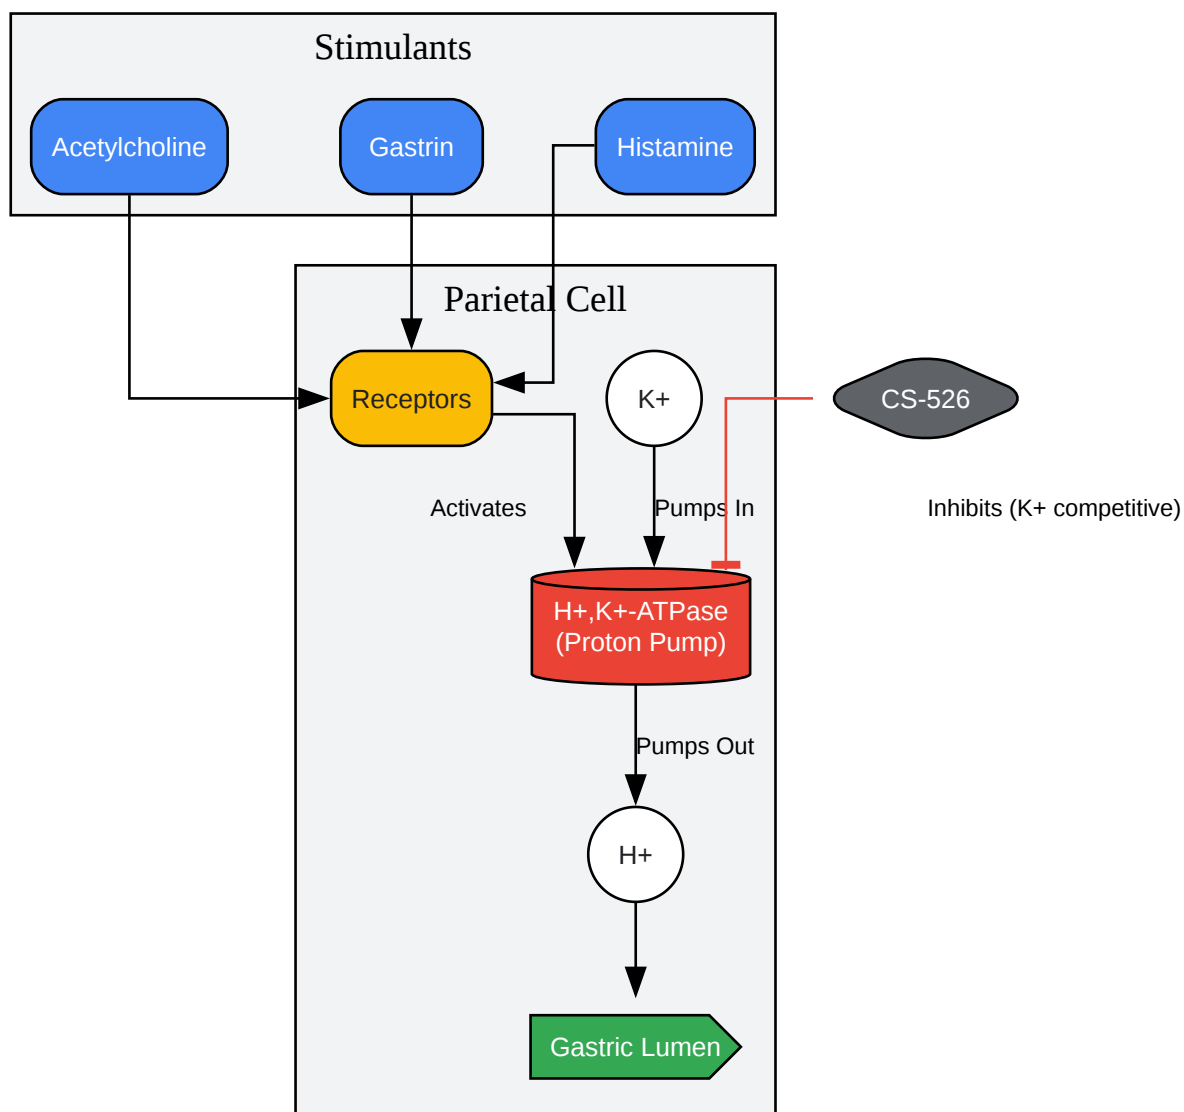 Stimulants
Acetylcholine
Gastrin
Histamine
Parietal Cell
Receptors
K+
CS-526
Activates
Pumps In
Inhibits (K+ competitive)
H+,K+-ATPase
(Proton Pump)
Pumps Out
H+
Gastric Lumen